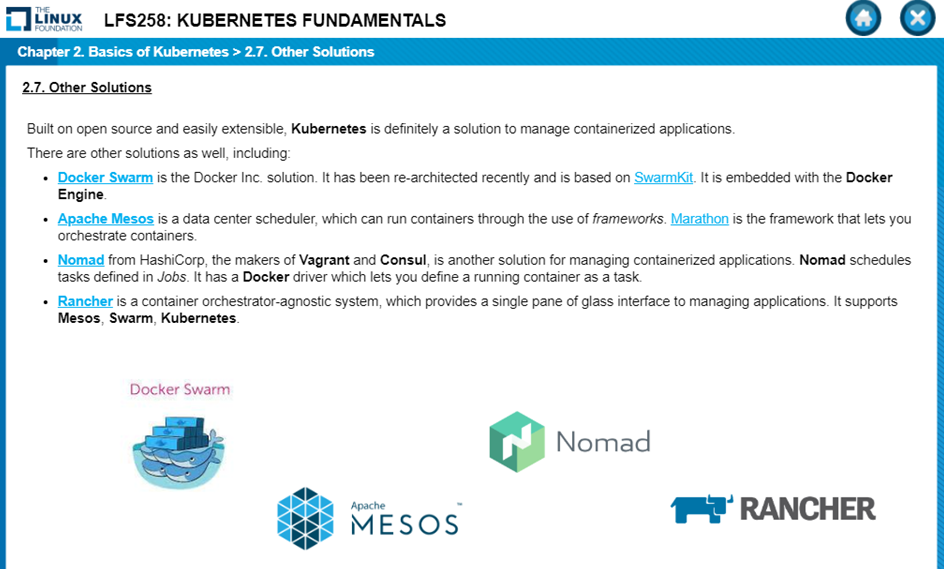 THE
LINUX
FOUNDATION
LFS258: KUBERNETES FUNDAMENTALS
Chapter 2. Basics of Kubernetes > 2.7. Other Solutions
2.7. Other Solutions
Built on open source and easily extensible, Kubernetes is definitely a solution to manage containerized applications.
There are other solutions as well, including:
• Docker Swarm is the Docker Inc. solution. It has been re-architected recently and is based on SwarmKit. It is embedded with the Docker
Engine.
• Apache Mesos is a data center scheduler, which can run containers through the use of frameworks. Marathon is the framework that lets you
orchestrate containers.
• Nomad from HashiCorp, the makers of Vagrant and Consul, is another solution for managing containerized applications. Nomad schedules
tasks defined in Jobs. It has a Docker driver which lets you define a running container as a task.
• Rancher is a container orchestrator-agnostic system, which provides a single pane of glass interface to managing applications. It supports
Mesos, Swarm, Kubernetes.
Docker Swarm
Nomad
Apache
MESOS™
RANCHER